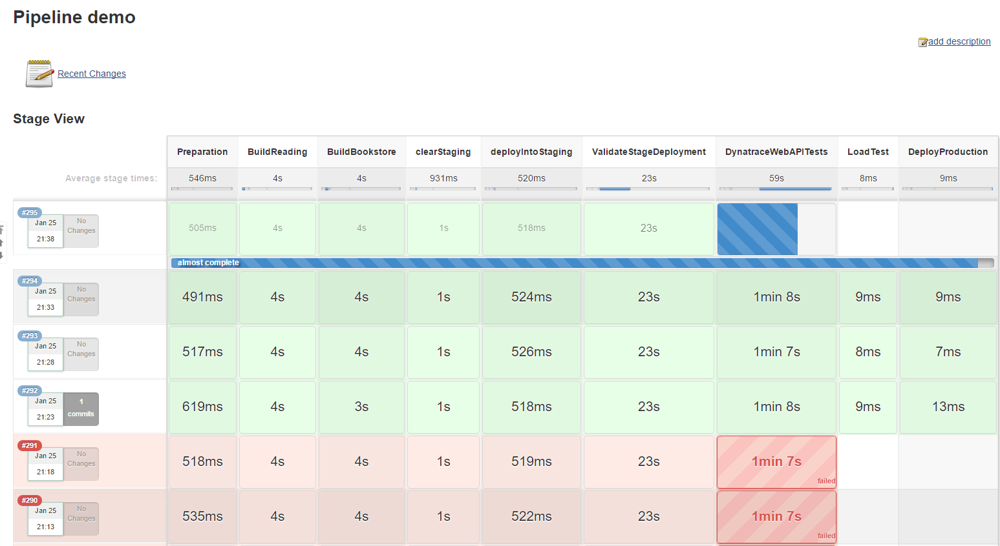 Pipeline demo
add description
Recent Changes
Stage View
Preparation BuildReading BuildBookstore clearStaging deployIntoStaging ValidateStageDeployment DynatraceWebAPITests LoadTest DeployProduction
Average stage times: 546ms 4s 4s 931ms 520ms 23s 59s 8ms 9ms
#295
Jan 25 No Changes
21:38
505ms 4s 4s 1s 518ms 23s
almost complete
#294
Jan 25 No Changes
21:33
491ms 4s 4s 1s 524ms 23s 1min 8s 9ms 9ms
#293
Jan 25 No Changes
21:28
517ms 4s 4s 1s 526ms 23s 1min 7s 8ms 7ms
#292
Jan 25 1 commits
21:23
619ms 4s 3s 1s 518ms 23s 1min 8s 9ms 13ms
#291
Jan 25 No Changes
21:18
518ms 4s 4s 1s 519ms 23s 1min 7s
failed
#290
Jan 25 No Changes
21:13
535ms 4s 4s 1s 522ms 23s 1min 7s
failed